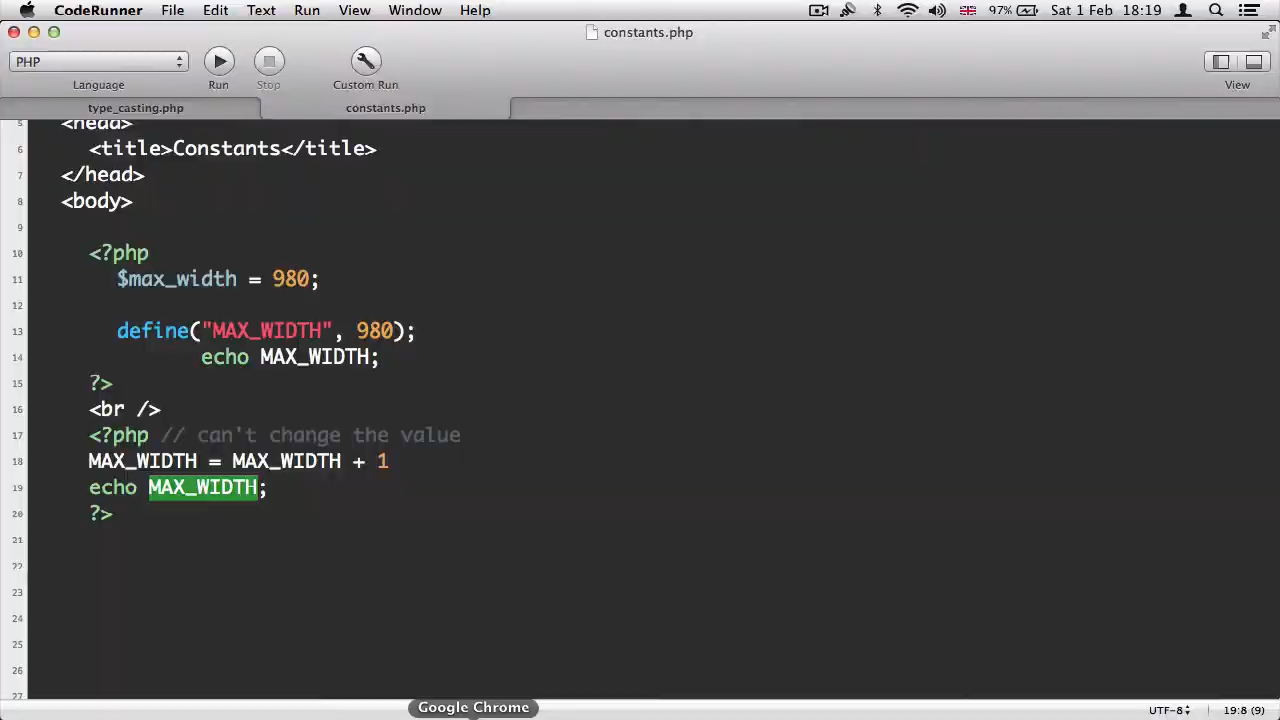 CodeRunner File Edit Text Run View Window Help 97% Sat 1 Feb 18:19
constants.php
PHP
Language Run Stop Custom Run View
type_casting.php constants.php
5 <head>
6 <title>Constants</title>
7 </head>
8 <body>
9
10 <?php
11 $max_width = 980;
12
13 define("MAX_WIDTH", 980);
14 echo MAX_WIDTH;
15 ?>
16 <br />
17 <?php // can't change the value
18 MAX_WIDTH = MAX_WIDTH + 1
19 echo MAX_WIDTH;
20 ?>
21
22
23
24
25
26
27
Google Chrome
UTF-8 19:8 (9)